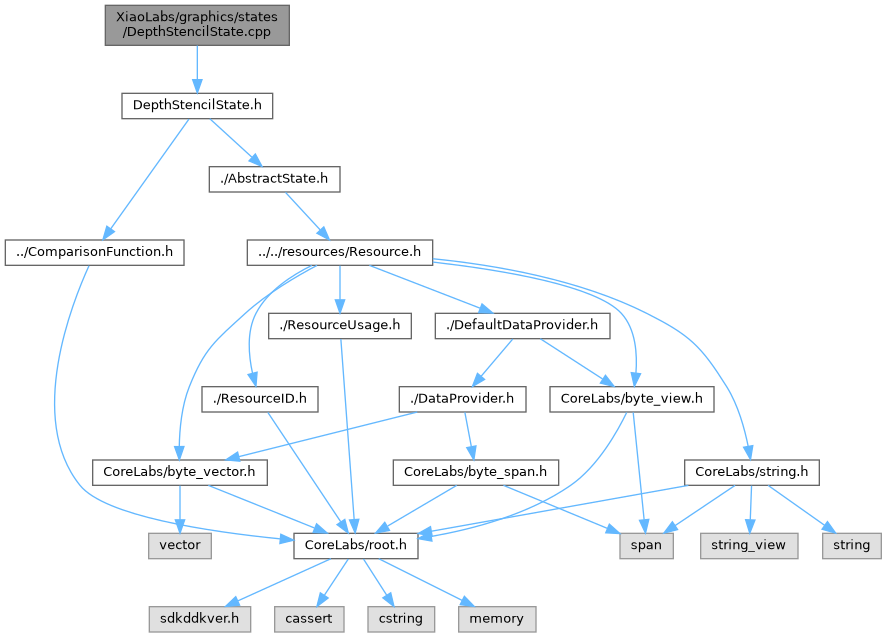 XiaoLabs/graphics/states
/DepthStencilState.cpp
DepthStencilState.h
./AbstractState.h
../ComparisonFunction.h
../../resources/Resource.h
./ResourceUsage.h
./DefaultDataProvider.h
./ResourceID.h
./DataProvider.h
CoreLabs/byte_view.h
CoreLabs/byte_vector.h
CoreLabs/byte_span.h
CoreLabs/string.h
vector
CoreLabs/root.h
span
string_view
string
sdkddkver.h
cassert
cstring
memory